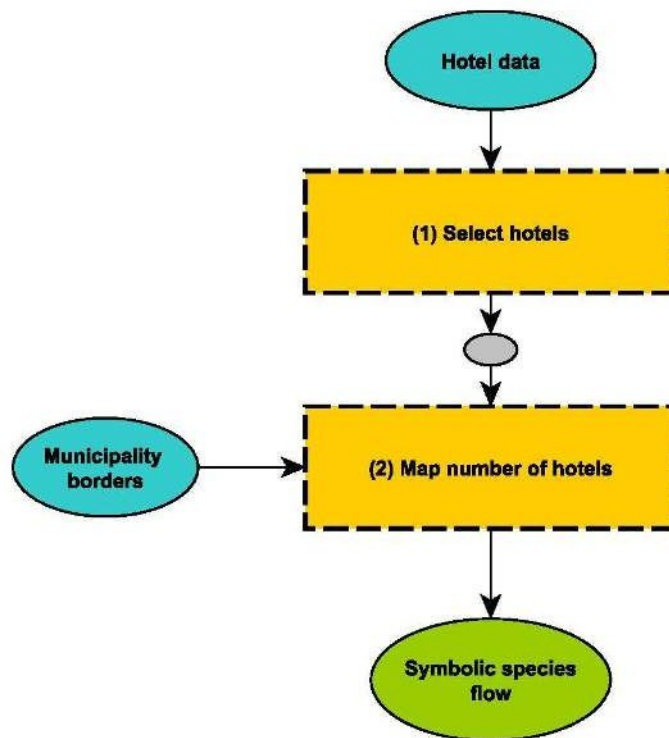 Hotel data
(1) Select hotels
Municipality
borders
(2) Map number of hotels
Symbolic species
flow